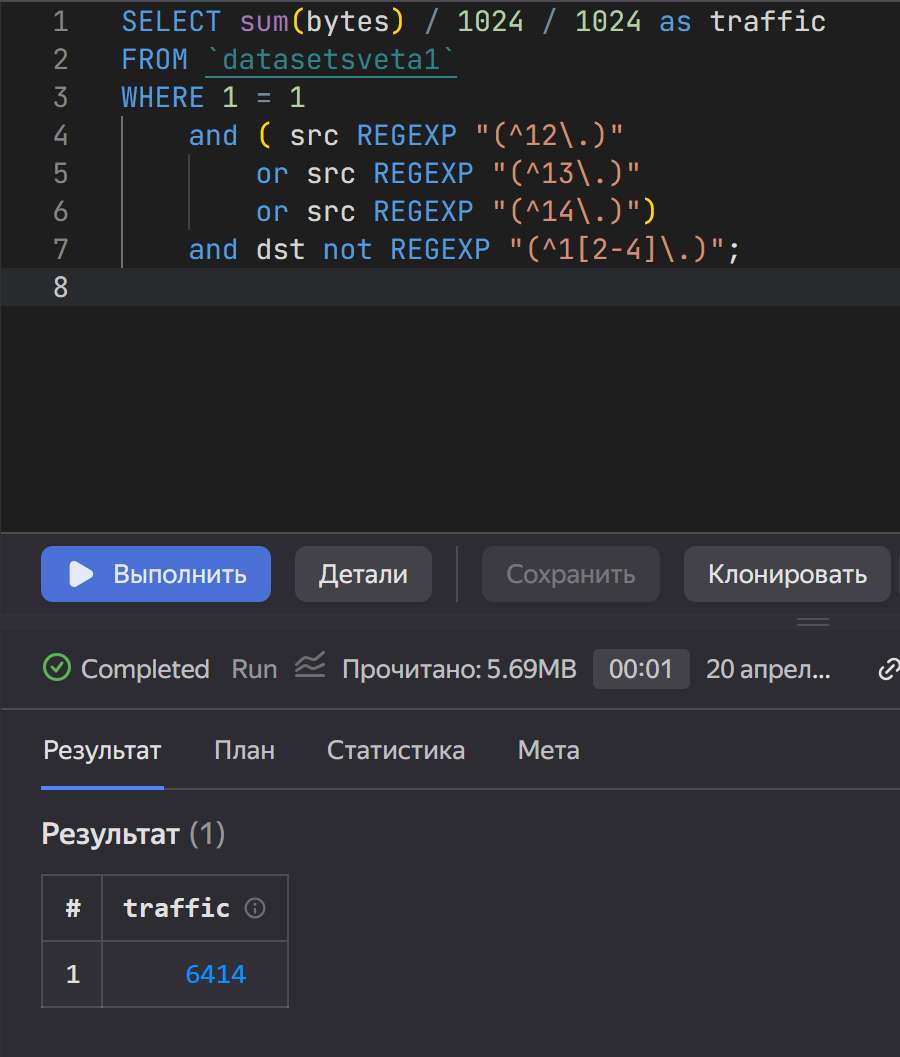 1 SELECT sum(bytes) / 1024 / 1024 as traffic
2 FROM `datasetsveta1`
3 WHERE 1 = 1
4 and ( src REGEXP "(^12\.)"
5 or src REGEXP "(^13\.)"
6 or src REGEXP "(^14\.)")
7 and dst not REGEXP "(^1[2-4]\.)";
8
Выполнить Детали Сохранить Клонировать
Completed Run Прочитано: 5.69MB 00:01 20 апрел...
Результат План Статистика Мета
Результат (1)
# traffic
1 6414